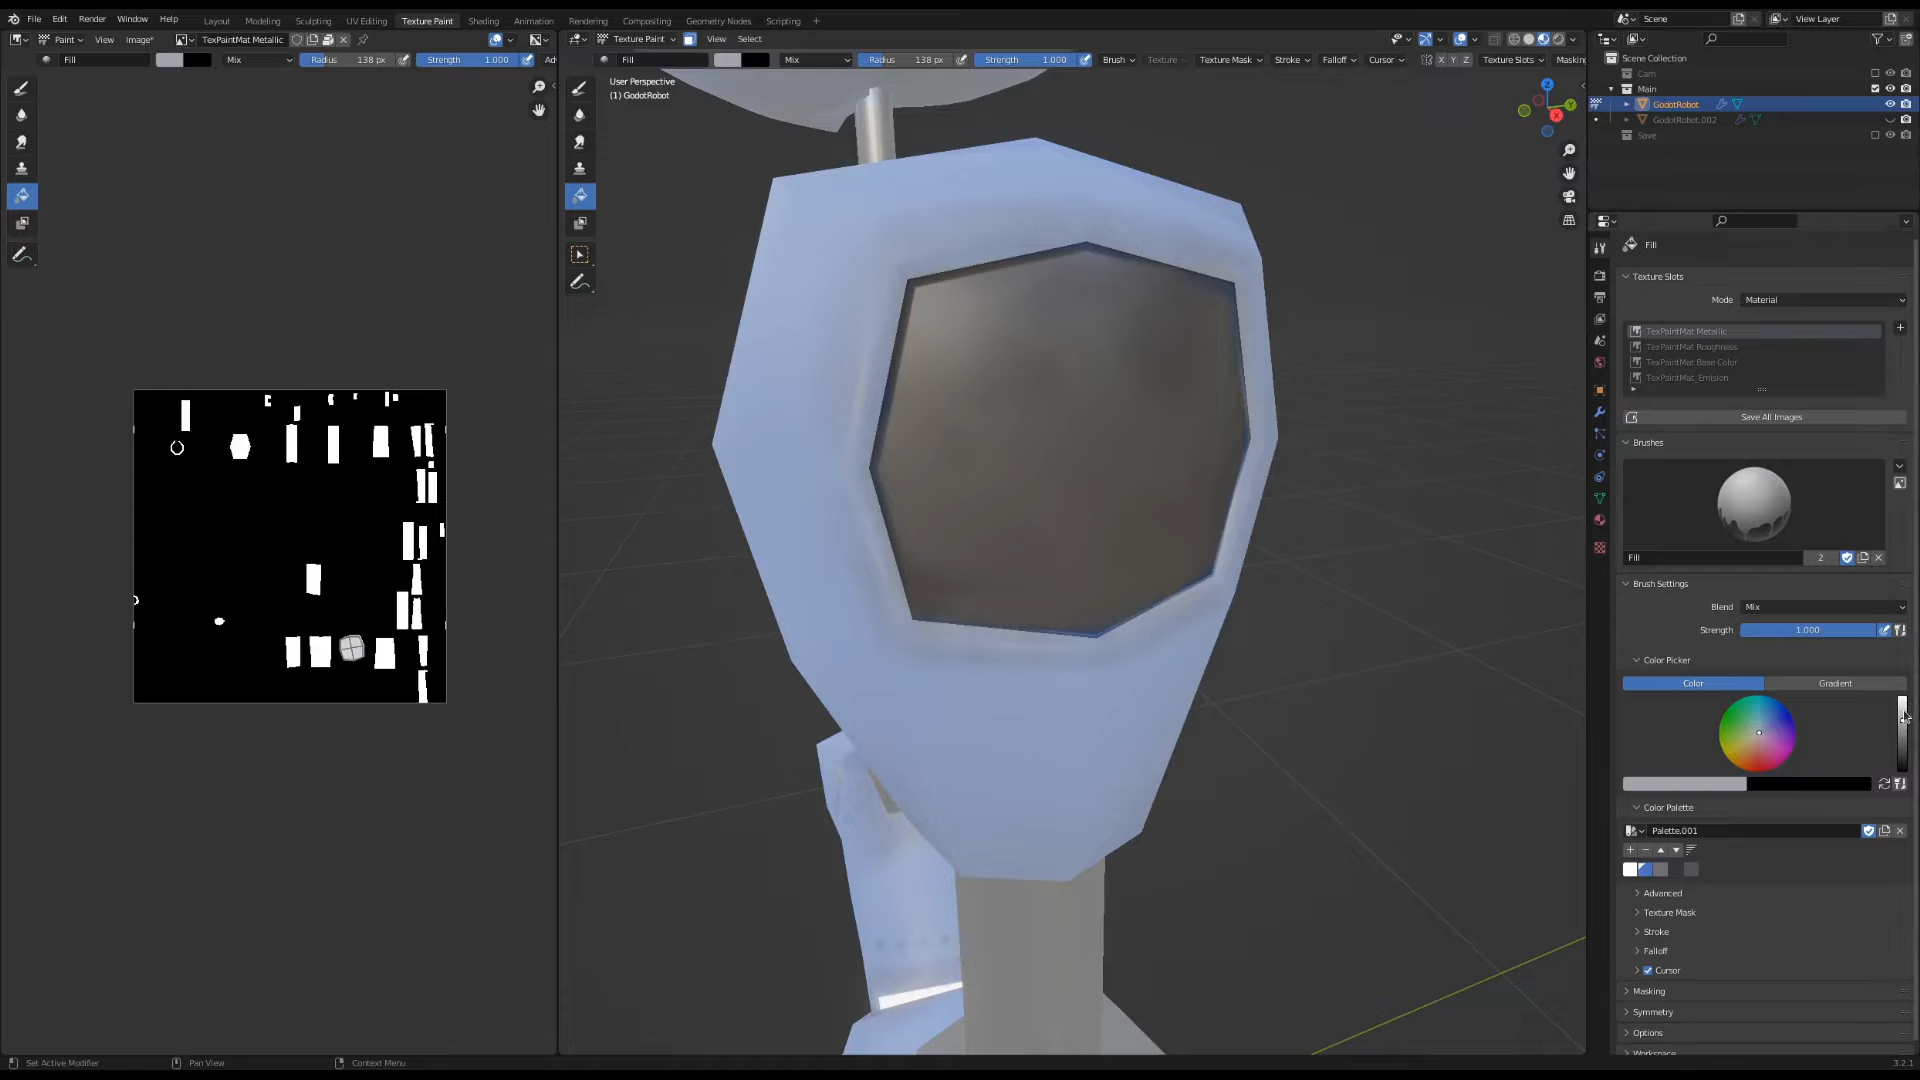 File Edit Render Window Help
Layout Modeling Sculpting UV Editing Texture Paint Shading Animation Rendering Compositing Geometry Nodes Scripting +
Scene View Layer
Paint View Image* TexPaintMat Metallic
Texture Paint View Select
Fill Mix Radius 138 px Strength 1.000 Ad
Fill Mix Radius 138 px Strength 1.000 Brush Texture Texture Mask Stroke Falloff Cursor X Y Z Texture Slots Masking
User Perspective
(1) GodotRobot
Z
Y
X
Scene Collection
Cam
Main
GodotRobot
GodotRobot.002
Save
Fill
Texture Slots
Mode Material
TexPaintMat Metallic
TexPaintMat Roughness
TexPaintMat Base Color
TexPaintMat_Emision
Save All Images
Brushes
Fill 2
Brush Settings
Blend Mix
Strength 1.000
Color Picker
Color Gradient
Color Palette
Palette.001
Advanced
Texture Mask
Stroke
Falloff
Cursor
Masking
Symmetry
Options
Workspace
Set Active Modifier Pan View Context Menu 3.2.1